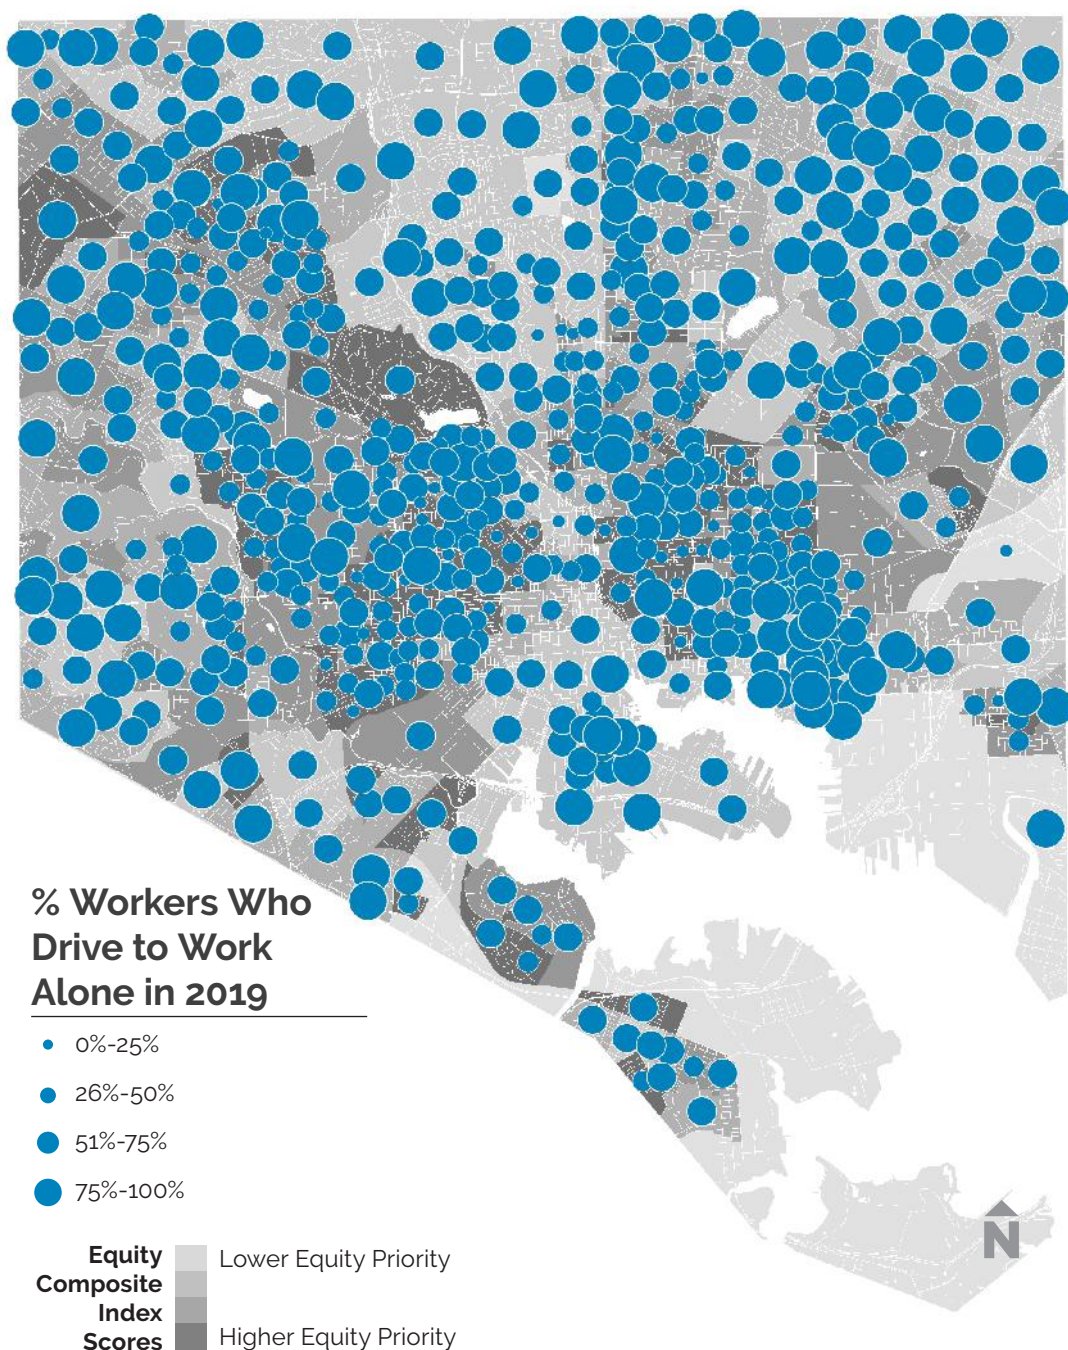 % Workers Who
Drive to Work
Alone in 2019
0%-25%
26%-50%
51%-75%
75%-100%
Equity
Composite
Index
Scores
Lower Equity Priority
Higher Equity Priority
N